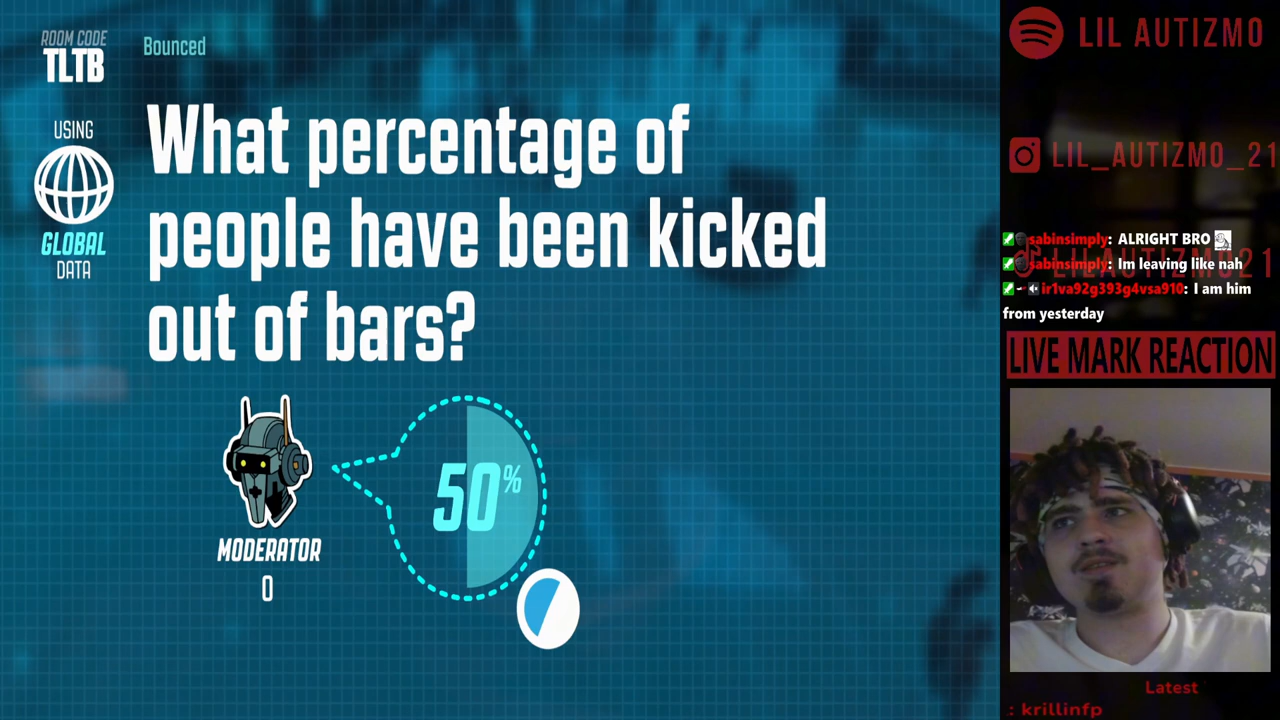 ROOM CODE
TLTB
Bounced
USING
GLOBAL
DATA
What percentage of
people have been kicked
out of bars?
50%
MODERATOR
0
LIL AUTIZMO
LIL_AUTIZMO_21
sabinsimply: ALRIGHT BRO
LILAUTIZMO21
sabinsimply: Im leaving like nah
ir1va92g393g4vsa910: I am him
from yesterday
LIVE MARK REACTION
Latest
: krillinfp